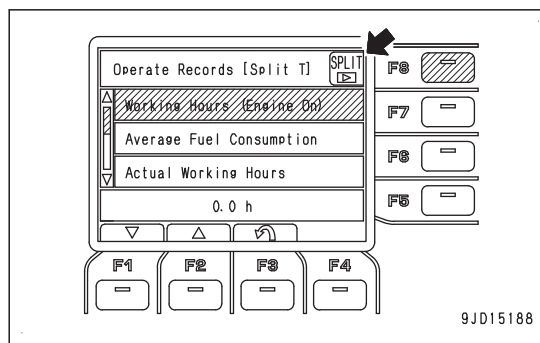 Operate Records [Split T] SPLIT
Working Hours (Engine On)
Average Fuel Consumption
Actual Working Hours
0.0 h
F8
F7
F6
F5
F1 F2 F3 F4
9JD15188